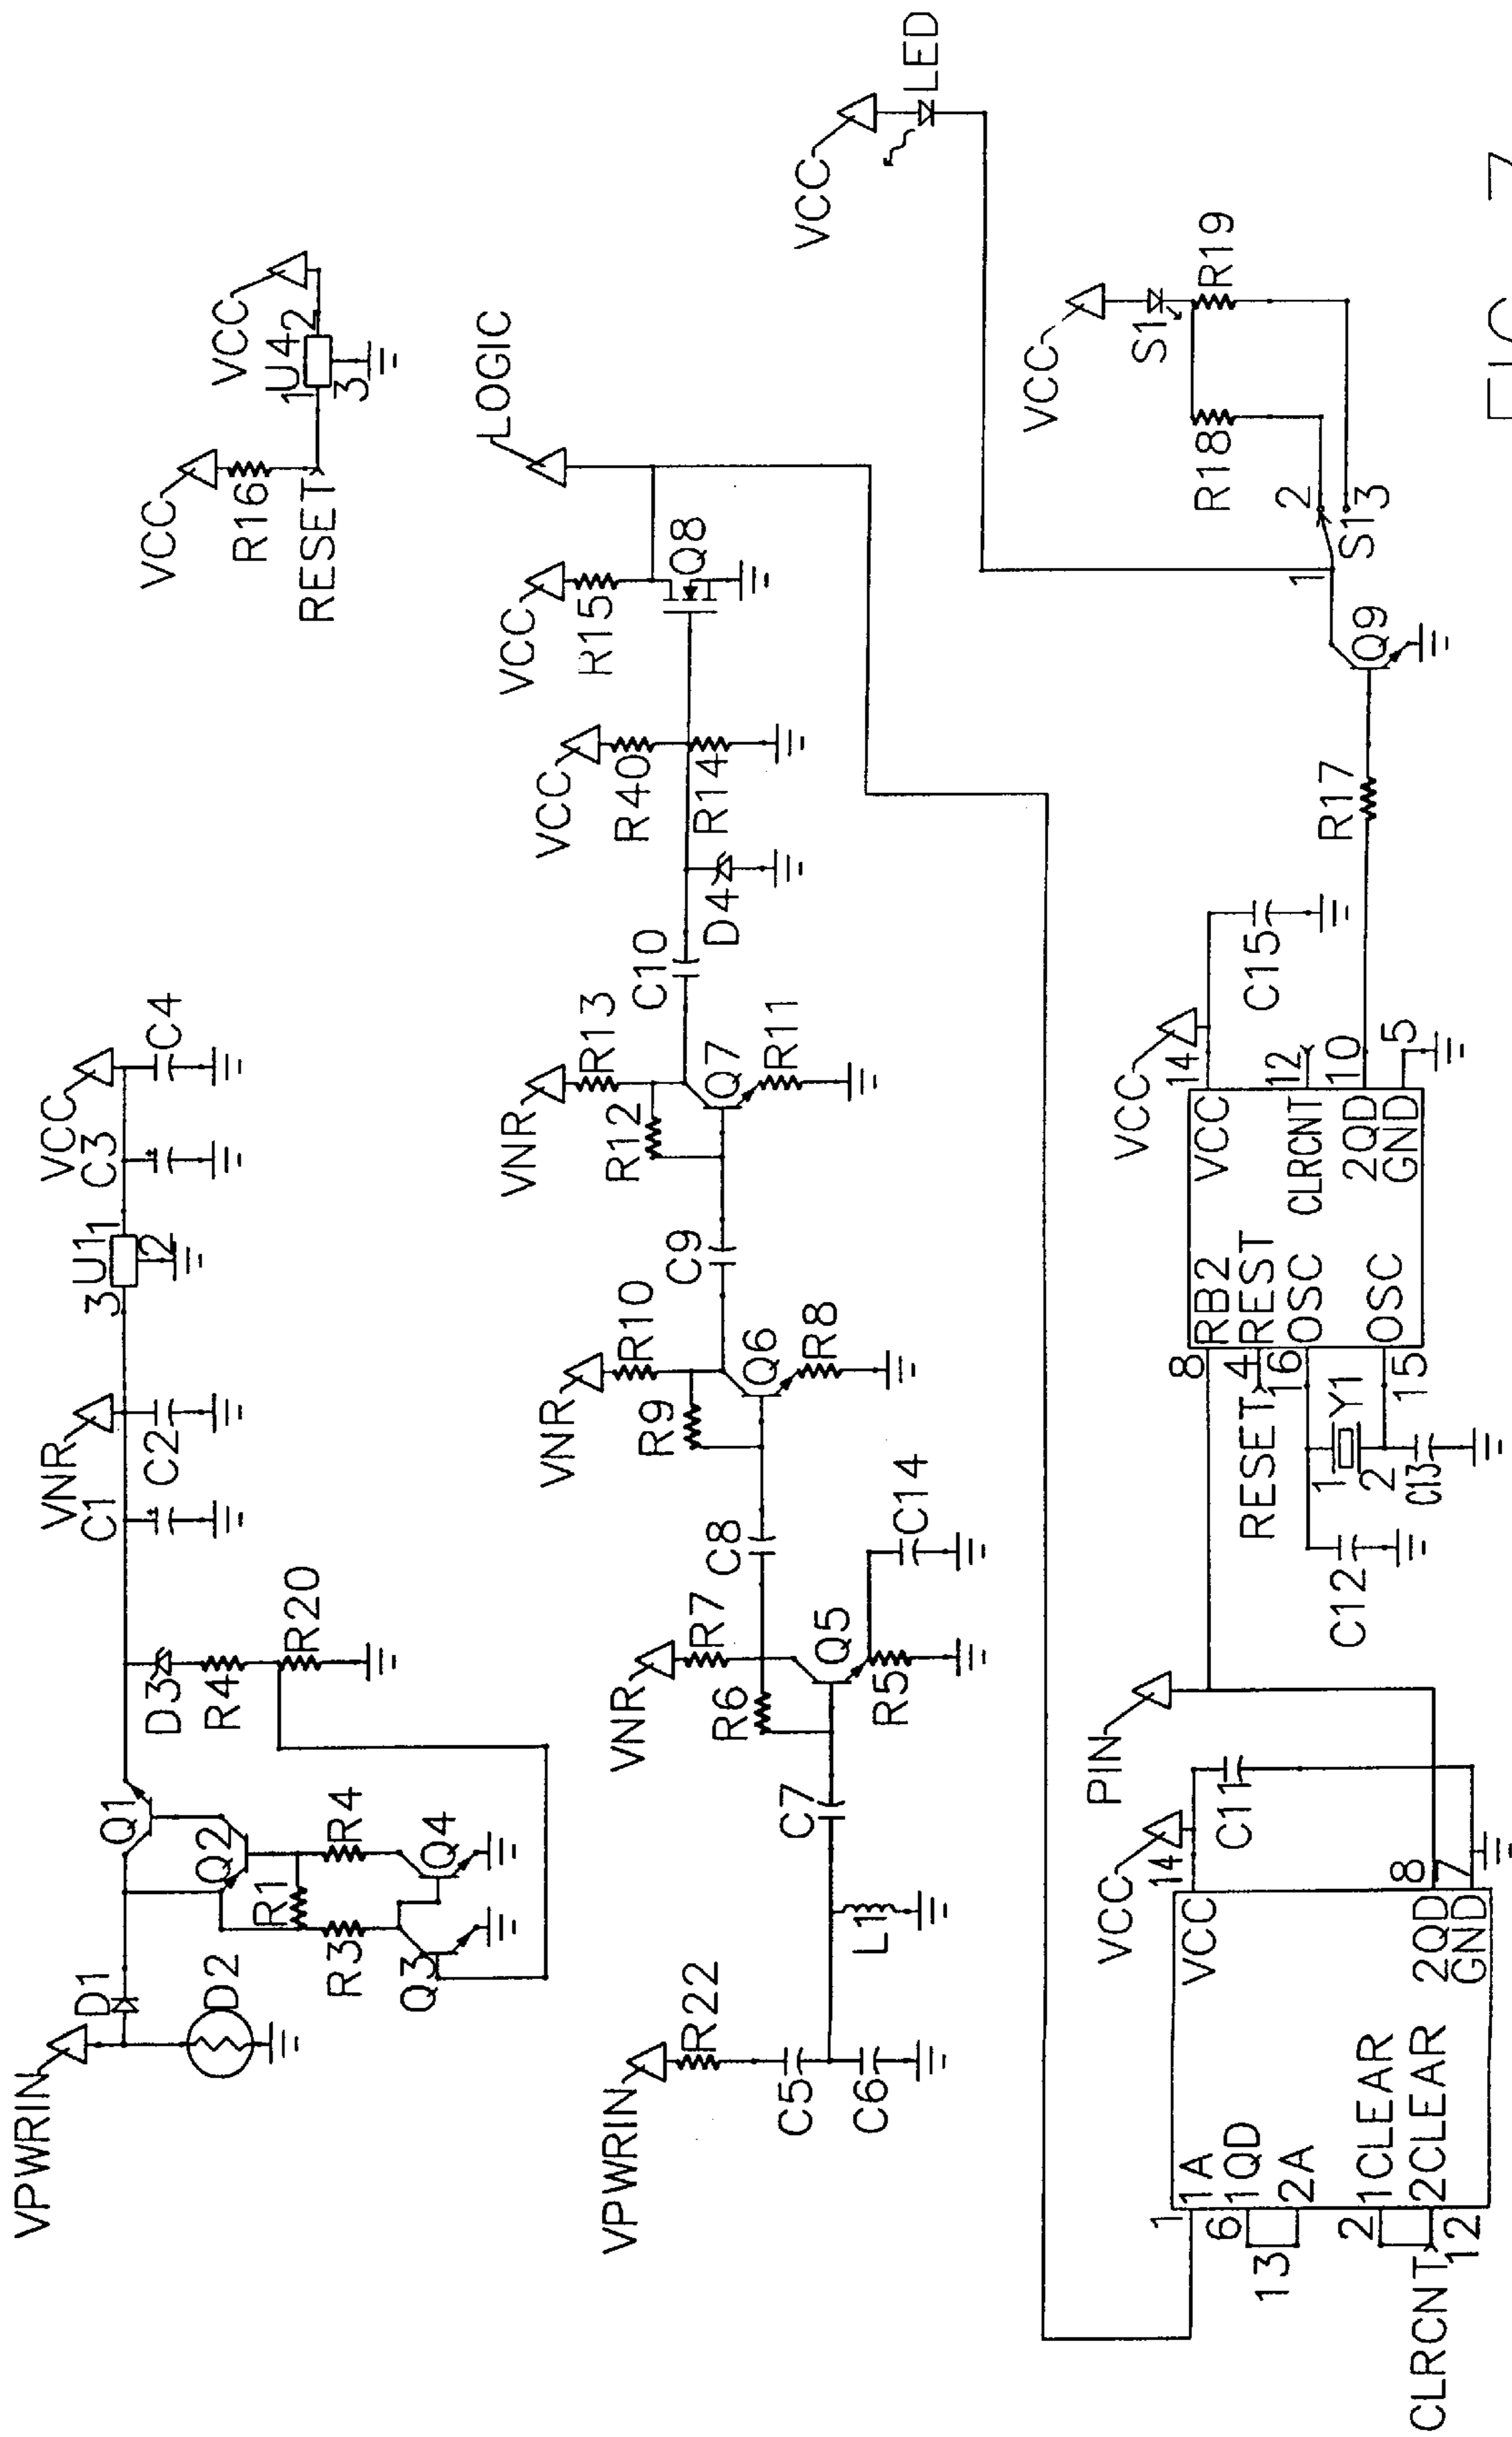 VPWRIN
D1
D2
Q1
Q2
R1
R3
R4
Q3
Q4
D3
R4
R20
VNR
C1
C2
3
U1
1
2
VCC
C3
C4
VCC
R16
RESET
VCC
U4
1
2
3
VPWRIN
R22
C5
C6
L1
C7
VNR
R6
R7
Q5
R5
C14
C8
VNR
R9
R10
Q6
R8
C9
VNR
R12
R13
Q7
R11
C10
D4
VCC
R40
R14
VCC
R15
Q8
LOGIC
VCC
LED
1
1A
6
1QD
13
2A
2
1CLEAR
2CLEAR
12
CLRCNT
VCC
14
VCC
C11
2QD
8
GND
7
PIN
8
RB2
RESET
4
REST
16
OSC
OSC
15
1
Y1
2
C12
C13
VCC
14
VCC
C15
12
CLRCNT
2QD
10
GND
5
R17
Q9
1
2
S1
3
R18
R19
S1
VCC